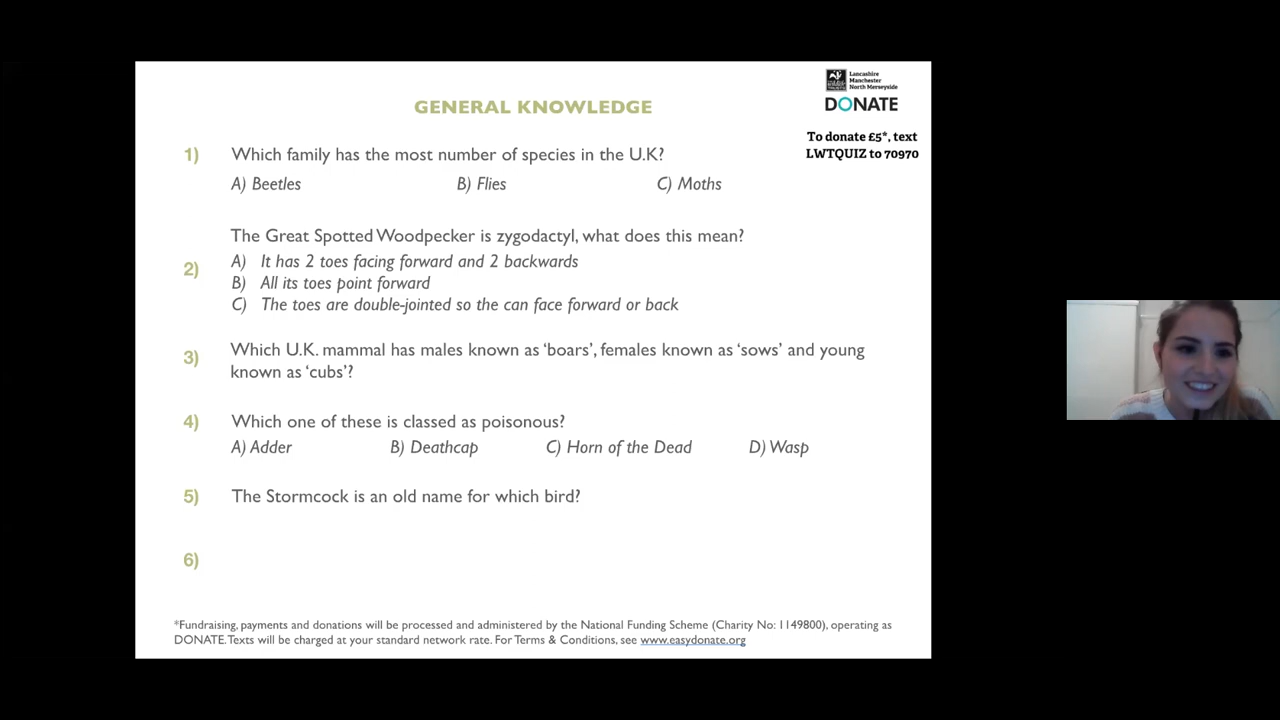 Lancashire
Manchester
North Merseyside
DONATE
To donate £5*, text
LWTQUIZ to 70970
GENERAL KNOWLEDGE
1) Which family has the most number of species in the U.K?
A) Beetles B) Flies C) Moths
2) The Great Spotted Woodpecker is zygodactyl, what does this mean?
A) It has 2 toes facing forward and 2 backwards
B) All its toes point forward
C) The toes are double-jointed so the can face forward or back
3) Which U.K. mammal has males known as ‘boars’, females known as ‘sows’ and young
known as ‘cubs’?
4) Which one of these is classed as poisonous?
A) Adder B) Deathcap C) Horn of the Dead D) Wasp
5) The Stormcock is an old name for which bird?
6)
*Fundraising, payments and donations will be processed and administered by the National Funding Scheme (Charity No: 1149800), operating as
DONATE. Texts will be charged at your standard network rate. For Terms & Conditions, see www.easydonate.org